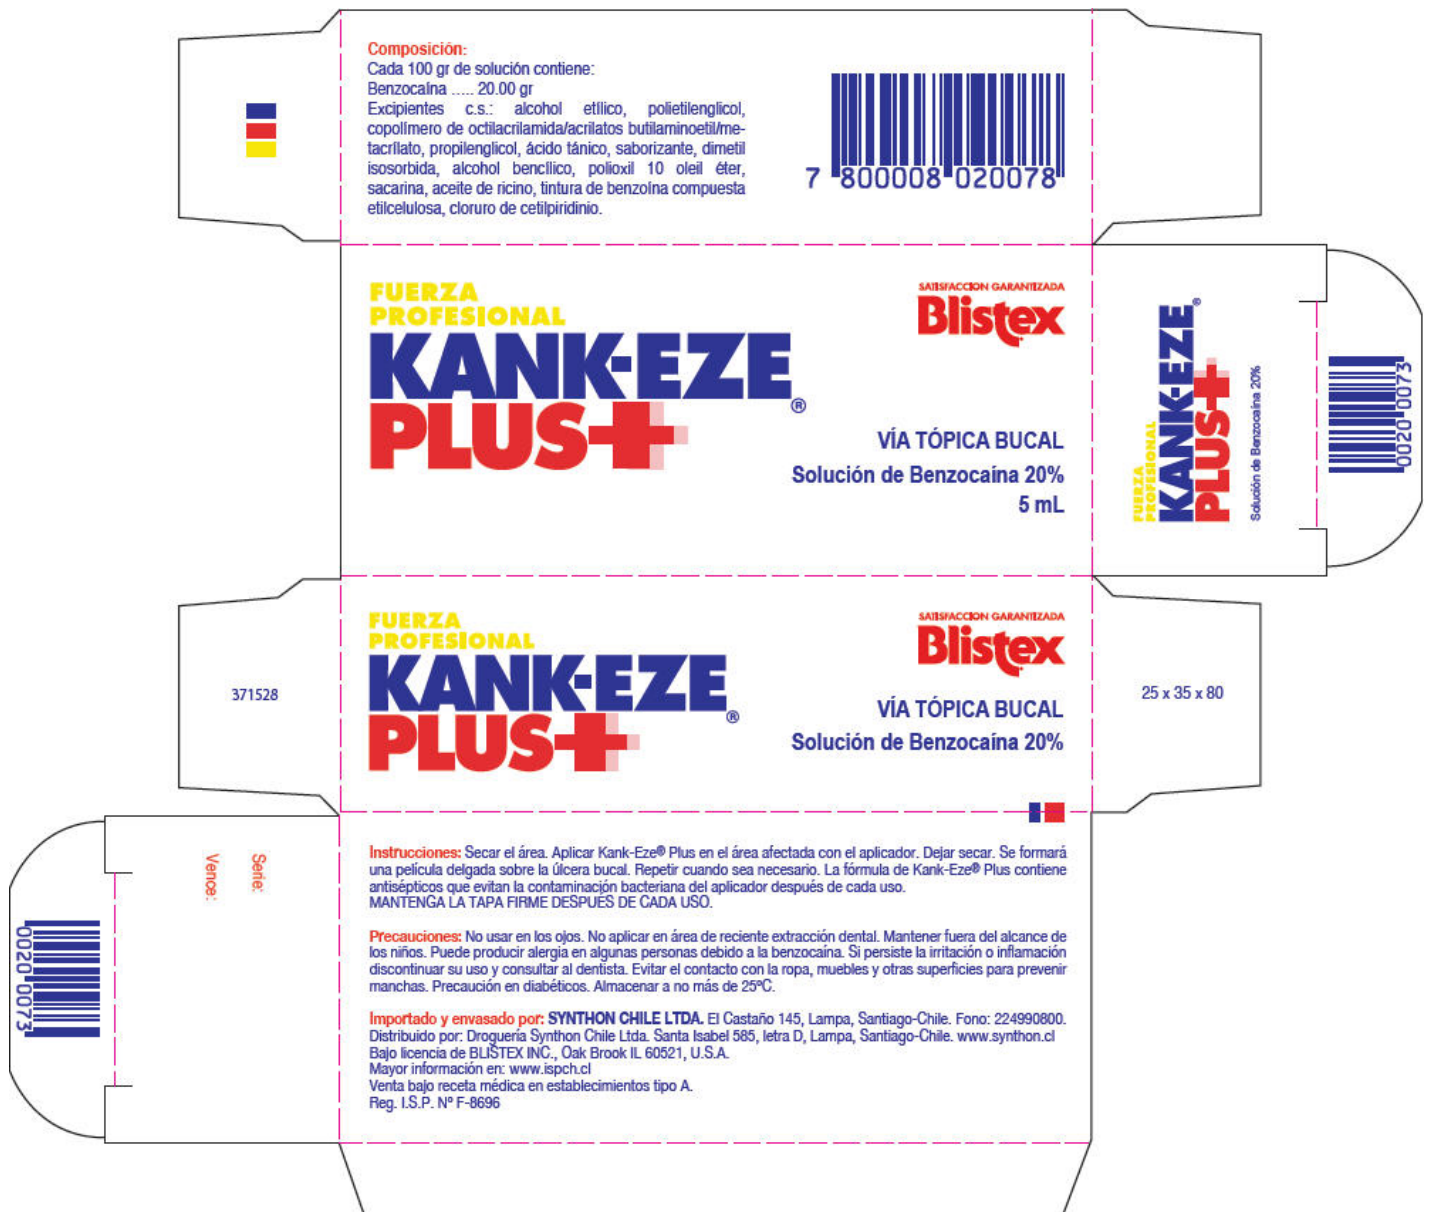 Composición:
Cada 100 gr de solución contiene:
Benzocaína ..... 20.00 gr
Excipientes c.s.: alcohol etílico, polietilenglicol,
copolímero de octilacrilamida/acrilatos butilaminoetil/me-
tacrílato, propilenglicol, ácido tánico, saborizante, dimetil
isosorbida, alcohol bencílico, polioxil 10 oleil éter,
sacarina, aceite de ricino, tintura de benzoína compuesta
etilcelulosa, cloruro de cetilpiridinio.
7 800008 020078
FUERZA
PROFESIONAL
KANK-EZE®
PLUS+
SATISFACCION GARANTIZADA
Blistex
VÍA TÓPICA BUCAL
Solución de Benzocaína 20%
5 mL
FUERZA
PROFESIONAL
KANK-EZE®
PLUS+
Solución de Benzocaína 20%
0020 0073
371528
FUERZA
PROFESIONAL
KANK-EZE®
PLUS+
SATISFACCION GARANTIZADA
Blistex
VÍA TÓPICA BUCAL
Solución de Benzocaína 20%
25 x 35 x 80
Serie:
Vence:
0020 0073
Instrucciones: Secar el área. Aplicar Kank-Eze® Plus en el área afectada con el aplicador. Dejar secar. Se formará
una película delgada sobre la úlcera bucal. Repetir cuando sea necesario. La fórmula de Kank-Eze® Plus contiene
antisépticos que evitan la contaminación bacteriana del aplicador después de cada uso.
MANTENGA LA TAPA FIRME DESPUES DE CADA USO.
Precauciones: No usar en los ojos. No aplicar en área de reciente extracción dental. Mantener fuera del alcance de
los niños. Puede producir alergia en algunas personas debido a la benzocaína. Si persiste la irritación o inflamación
discontinuar su uso y consultar al dentista. Evitar el contacto con la ropa, muebles y otras superficies para prevenir
manchas. Precaución en diabéticos. Almacenar a no más de 25ºC.
Importado y envasado por: SYNTHON CHILE LTDA. El Castaño 145, Lampa, Santiago-Chile. Fono: 224990800.
Distribuido por: Droguería Synthon Chile Ltda. Santa Isabel 585, letra D, Lampa, Santiago-Chile. www.synthon.cl
Bajo licencia de BLISTEX INC., Oak Brook IL 60521, U.S.A.
Mayor información en: www.ispch.cl
Venta bajo receta médica en establecimientos tipo A.
Reg. I.S.P. Nº F-8696